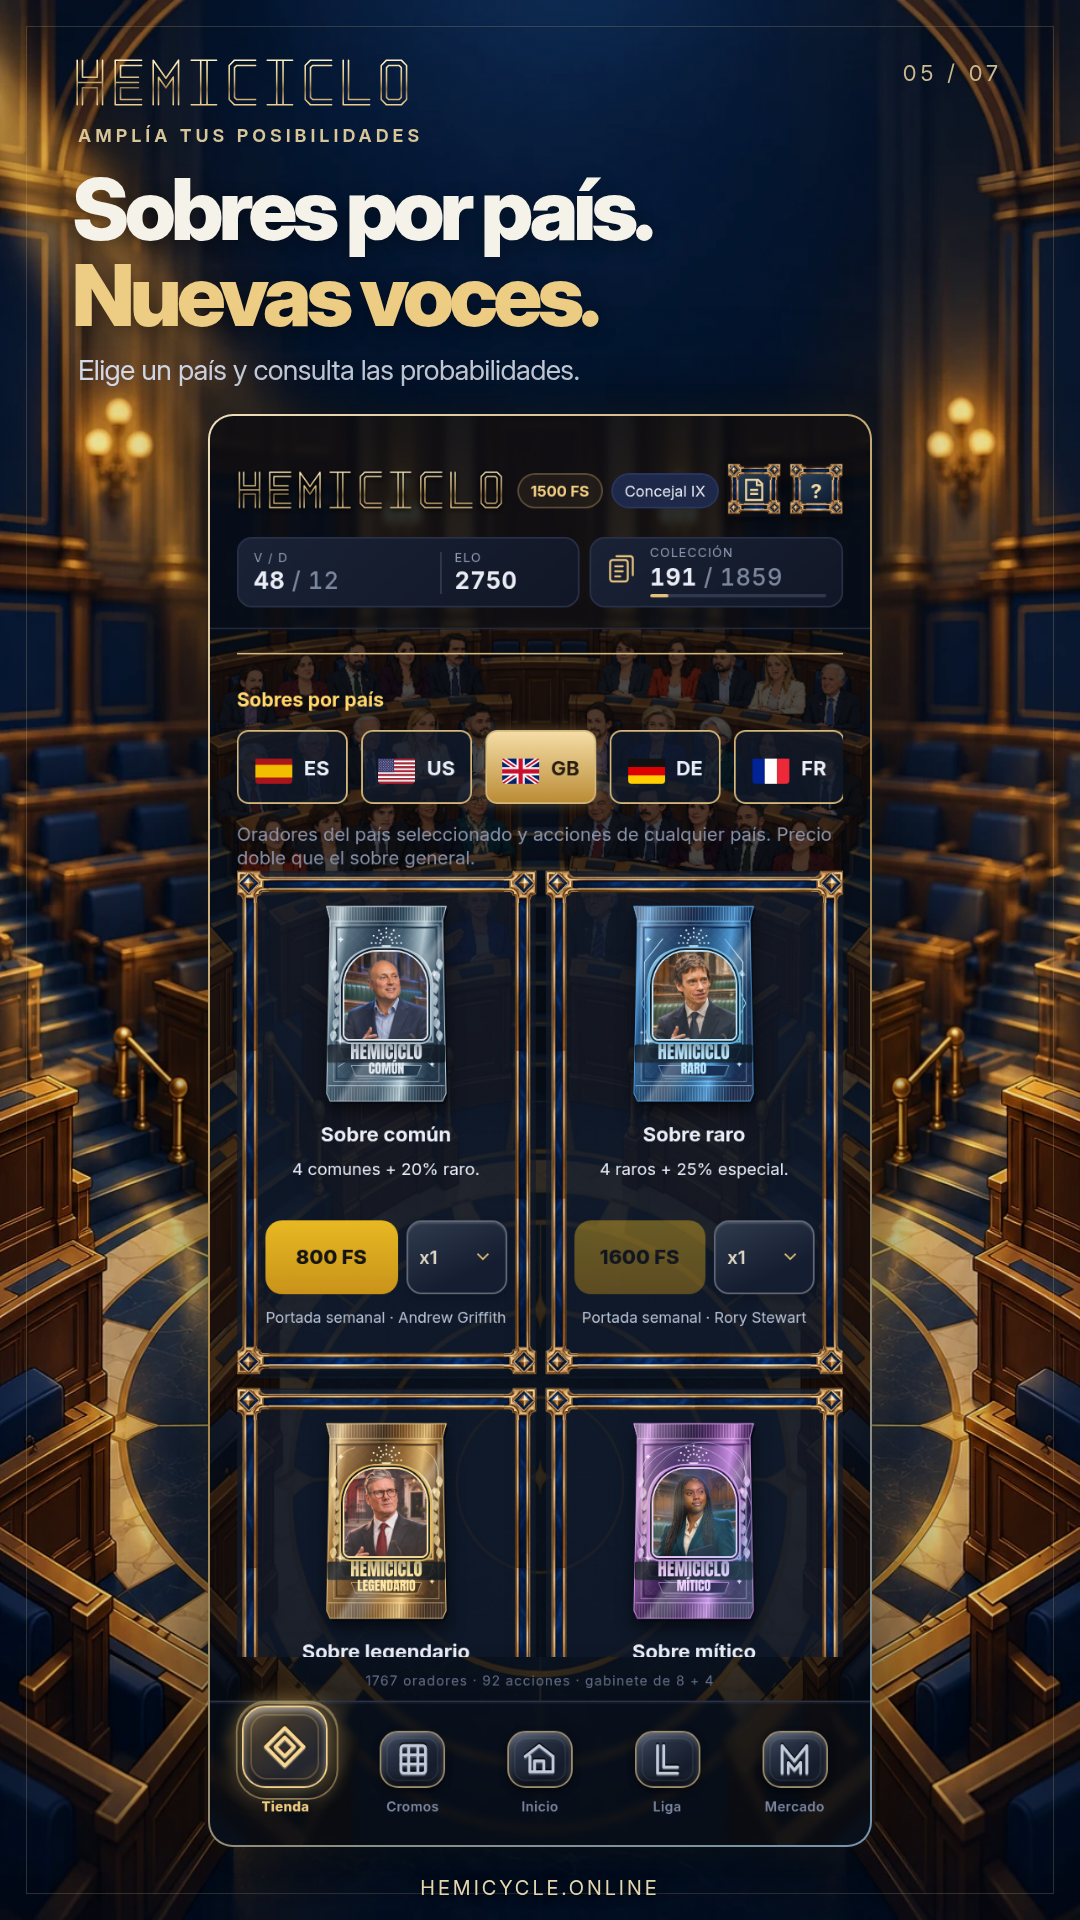 HEMICICLO
05 / 07
AMPLÍA TUS POSIBILIDADES
Sobres por país.
Nuevas voces.
Elige un país y consulta las probabilidades.
HEMICICLO
1500 FS
Concejal IX
?
V / D
48 / 12
ELO
2750
COLECCIÓN
191 / 1859
Sobres por país
ES
US
GB
DE
FR
Oradores del país seleccionado y acciones de cualquier país. Precio
doble que el sobre general.
HEMICICLO
COMÚN
HEMICICLO
RARO
Sobre común
Sobre raro
4 comunes + 20% raro.
4 raros + 25% especial.
800 FS
x1
1600 FS
x1
Portada semanal · Andrew Griffith
Portada semanal · Rory Stewart
HEMICICLO
LEGENDARIO
HEMICICLO
MÍTICO
Sobre legendario
Sobre mítico
1767 oradores · 92 acciones · gabinete de 8 + 4
Tienda
Cromos
Inicio
Liga
Mercado
HEMICYCLE.ONLINE